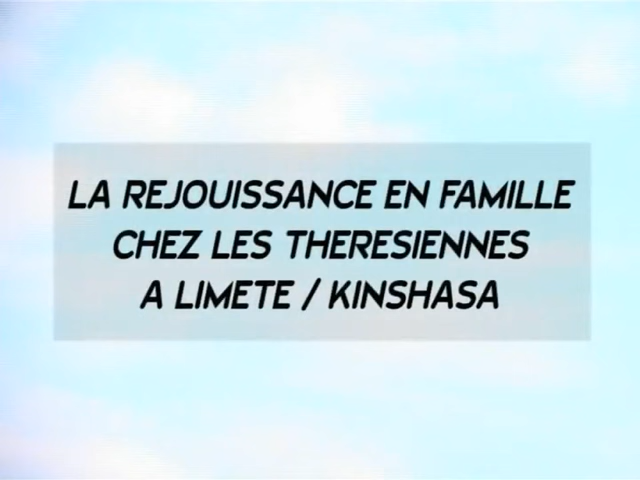 LA REJOUISSANCE EN FAMILLE
CHEZ LES THERESIENNES
A LIMETE / KINSHASA